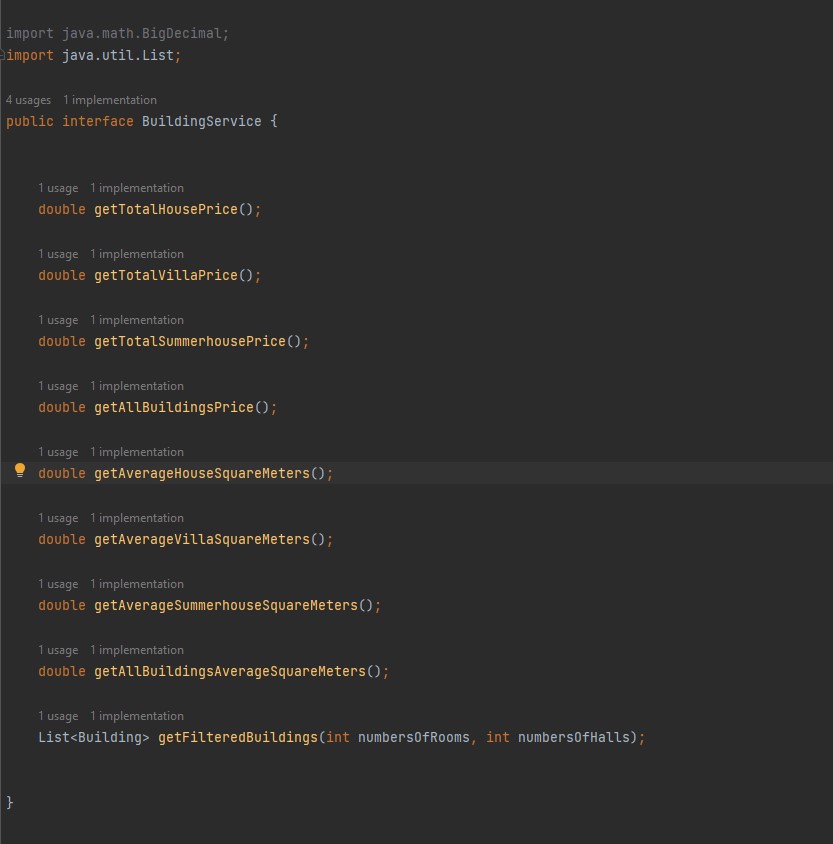 import java.math.BigDecimal;
import java.util.List;
4 usages 1 implementation
public interface BuildingService {
1 usage 1 implementation
double getTotalHousePrice();
1 usage 1 implementation
double getTotalVillaPrice();
1 usage 1 implementation
double getTotalSummerhousePrice();
1 usage 1 implementation
double getAllBuildingsPrice();
1 usage 1 implementation
double getAverageHouseSquareMeters();
1 usage 1 implementation
double getAverageVillaSquareMeters();
1 usage 1 implementation
double getAverageSummerhouseSquareMeters();
1 usage 1 implementation
double getAllBuildingsAverageSquareMeters();
1 usage 1 implementation
List<Building> getFilteredBuildings(int numbersOfRooms, int numbersOfHalls);
}